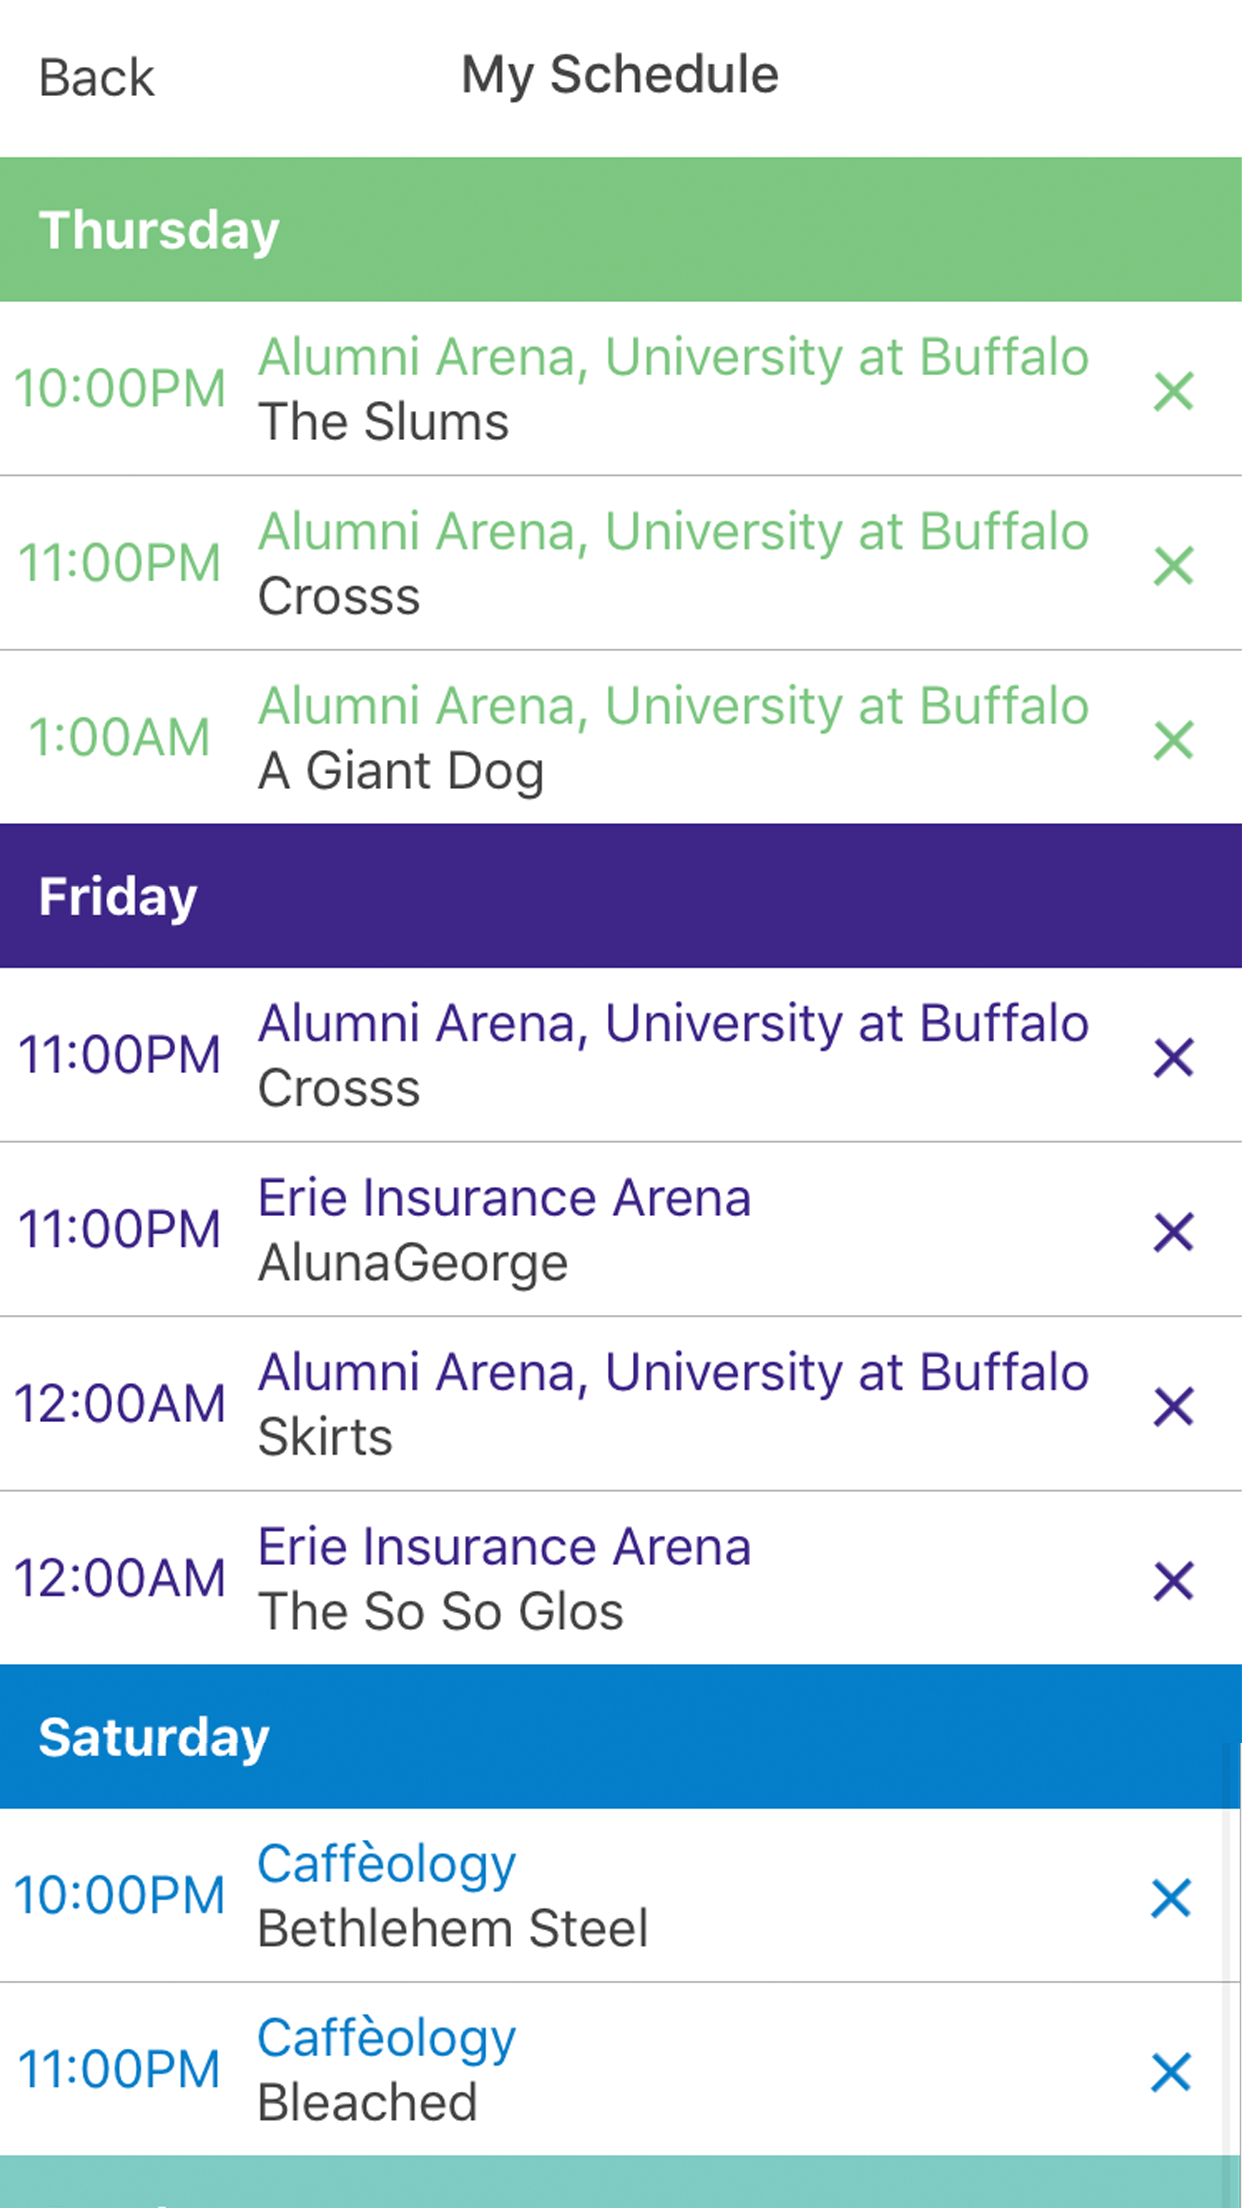 Back
My Schedule
Thursday
10:00PM
Alumni Arena, University at Buffalo
The Slums
11:00PM
Alumni Arena, University at Buffalo
Crosss
1:00AM
Alumni Arena, University at Buffalo
A Giant Dog
Friday
11:00PM
Alumni Arena, University at Buffalo
Crosss
11:00PM
Erie Insurance Arena
AlunaGeorge
12:00AM
Alumni Arena, University at Buffalo
Skirts
12:00AM
Erie Insurance Arena
The So So Glos
Saturday
10:00PM
Caffèology
Bethlehem Steel
11:00PM
Caffèology
Bleached